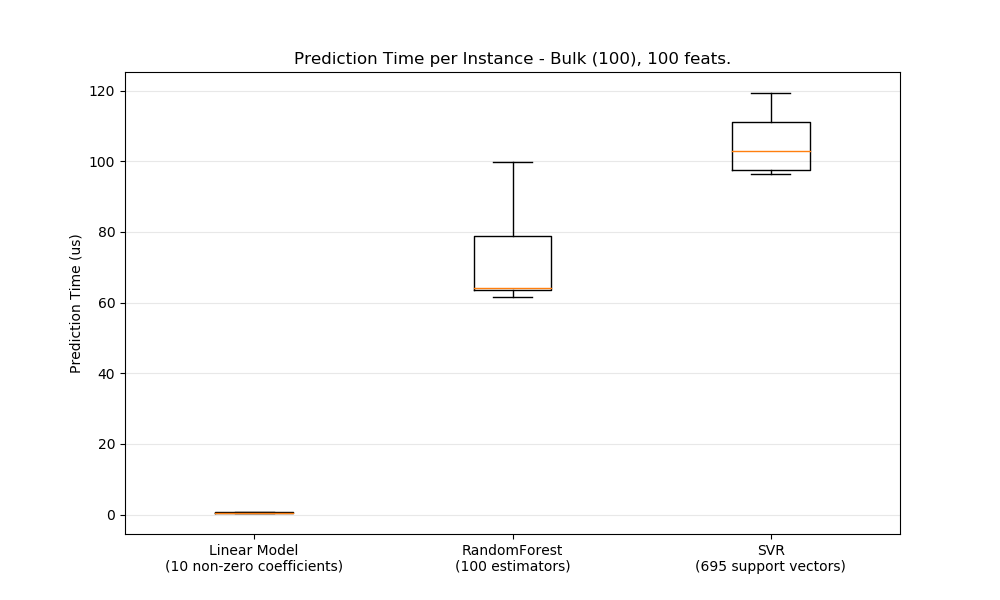 Prediction Time per Instance - Bulk (100), 100 feats.
120
100
80
60
40
20
0
Prediction Time (us)
Linear Model
(10 non-zero coefficients)
RandomForest
(100 estimators)
SVR
(695 support vectors)